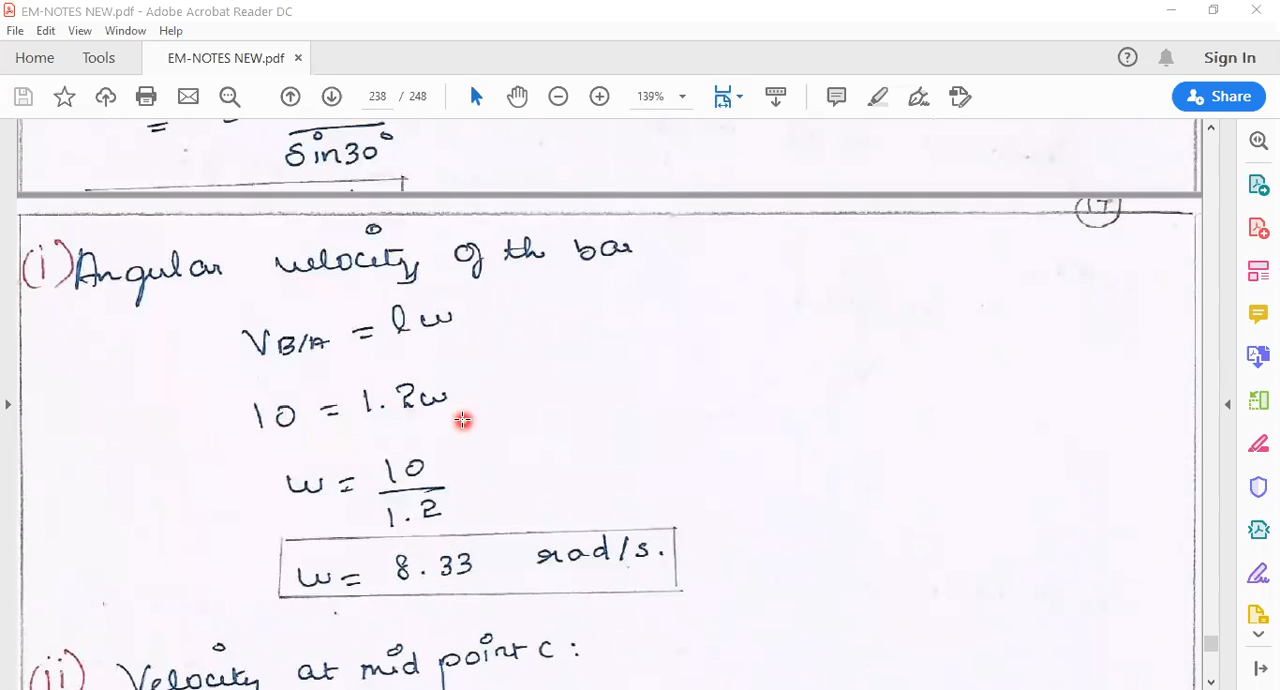 EM-NOTES NEW.pdf - Adobe Acrobat Reader DC
File Edit View Window Help
Home Tools EM-NOTES NEW.pdf × Sign In
238 / 248 139% Share
=
sin30°
17
(i) Angular velocity of th bar
V B/A = lω
10 = 1.2ω
ω = 10
1.2
ω = 8.33 rad/s.
(ii) Velocity at mid point C: